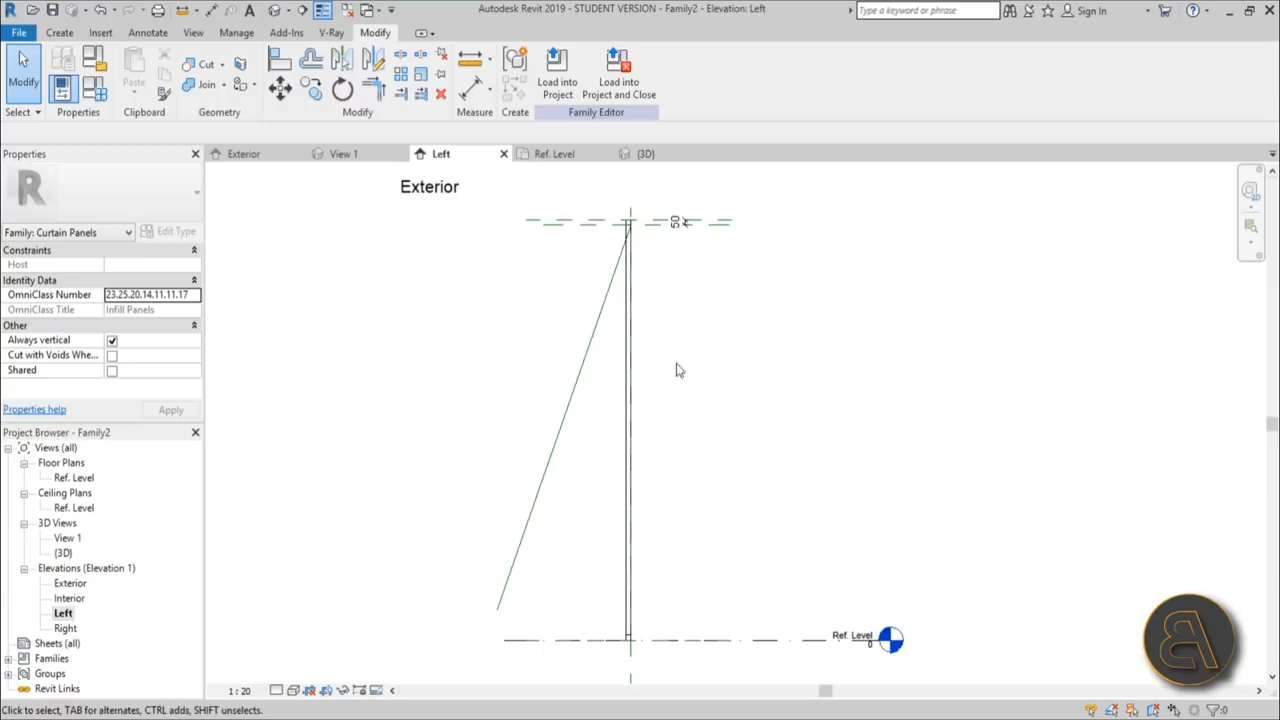 Autodesk Revit 2019 - STUDENT VERSION - Family2 - Elevation: Left
Type a keyword or phrase
Sign In
File Create Insert Annotate View Manage Add-Ins V-Ray Modify
Modify
Paste
Cut
Join
Load into Project
Load into Project and Close
Select Properties Clipboard Geometry Modify Measure Create Family Editor
Properties
Exterior
View 1
Left
Ref. Level
{3D}
R
Family: Curtain Panels
Edit Type
Constraints
Host
Identity Data
OmniClass Number 23.25.20.14.11.11.17
OmniClass Title Infill Panels
Other
Always vertical
Cut with Voids Whe...
Shared
Properties help
Apply
Project Browser - Family2
Views (all)
Floor Plans
Ref. Level
Ceiling Plans
Ref. Level
3D Views
View 1
{3D}
Elevations (Elevation 1)
Exterior
Interior
Left
Right
Sheets (all)
Families
Groups
Revit Links
Exterior
50
Ref. Level
0
1 : 20
Click to select, TAB for alternates, CTRL adds, SHIFT unselects.
:0